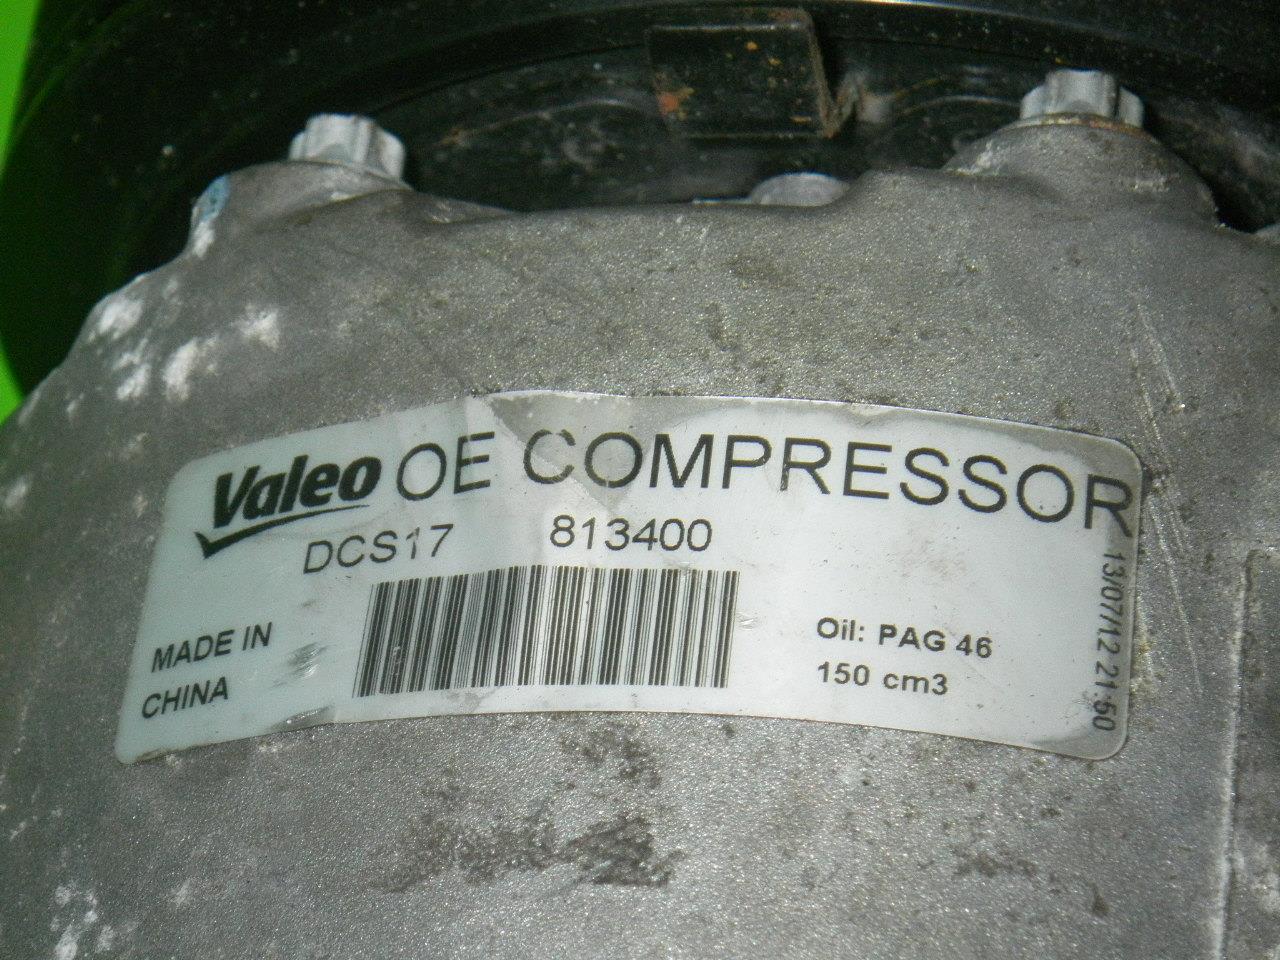 Valeo OE COMPRESSOR
DCS17 813400
MADE IN
CHINA
Oil: PAG 46
150 cm3
13/07/12 21:50